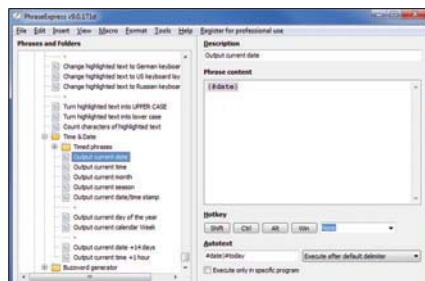 PhraseExpress v9.0.171d
File Edit Insert View Macro Format Tools Help Register for professional use
Phrases and Folders
Change highlighted text to German keyboar
Change highlighted text to US keyboard lay
Change highlighted text to Russian keyboar
-
Turn highlighted text into UPPER CASE
Turn highlighted text into lower case
Count characters of highlighted text
Time & Date
Timed phrases
Output current date
Output current time
Output current month
Output current season
Output current date/time stamp
-
Output current day of the year
Output current calendar Week
-
Output current date +14 days
Output current time +1 hour
Buzzword generator
Description
Output current date
Phrase content
{#date}
Hotkey
Shift Ctrl Alt Win none
Autotext
#date|#today Execute after default delimiter
Execute only in specific program